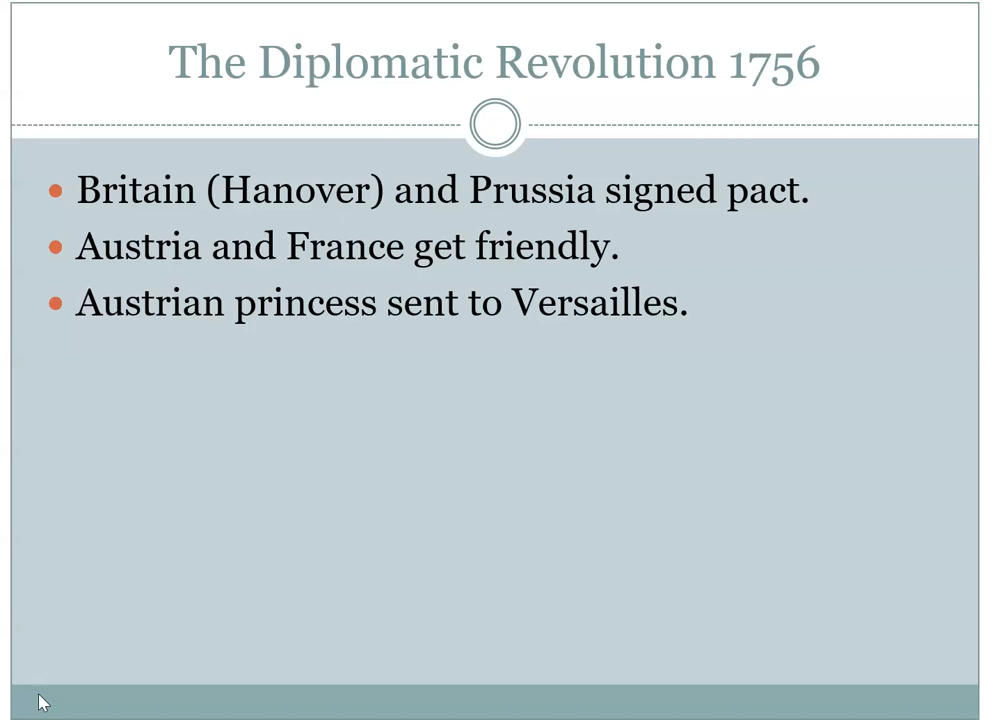 The Diplomatic Revolution 1756
• Britain (Hanover) and Prussia signed pact.
• Austria and France get friendly.
• Austrian princess sent to Versailles.